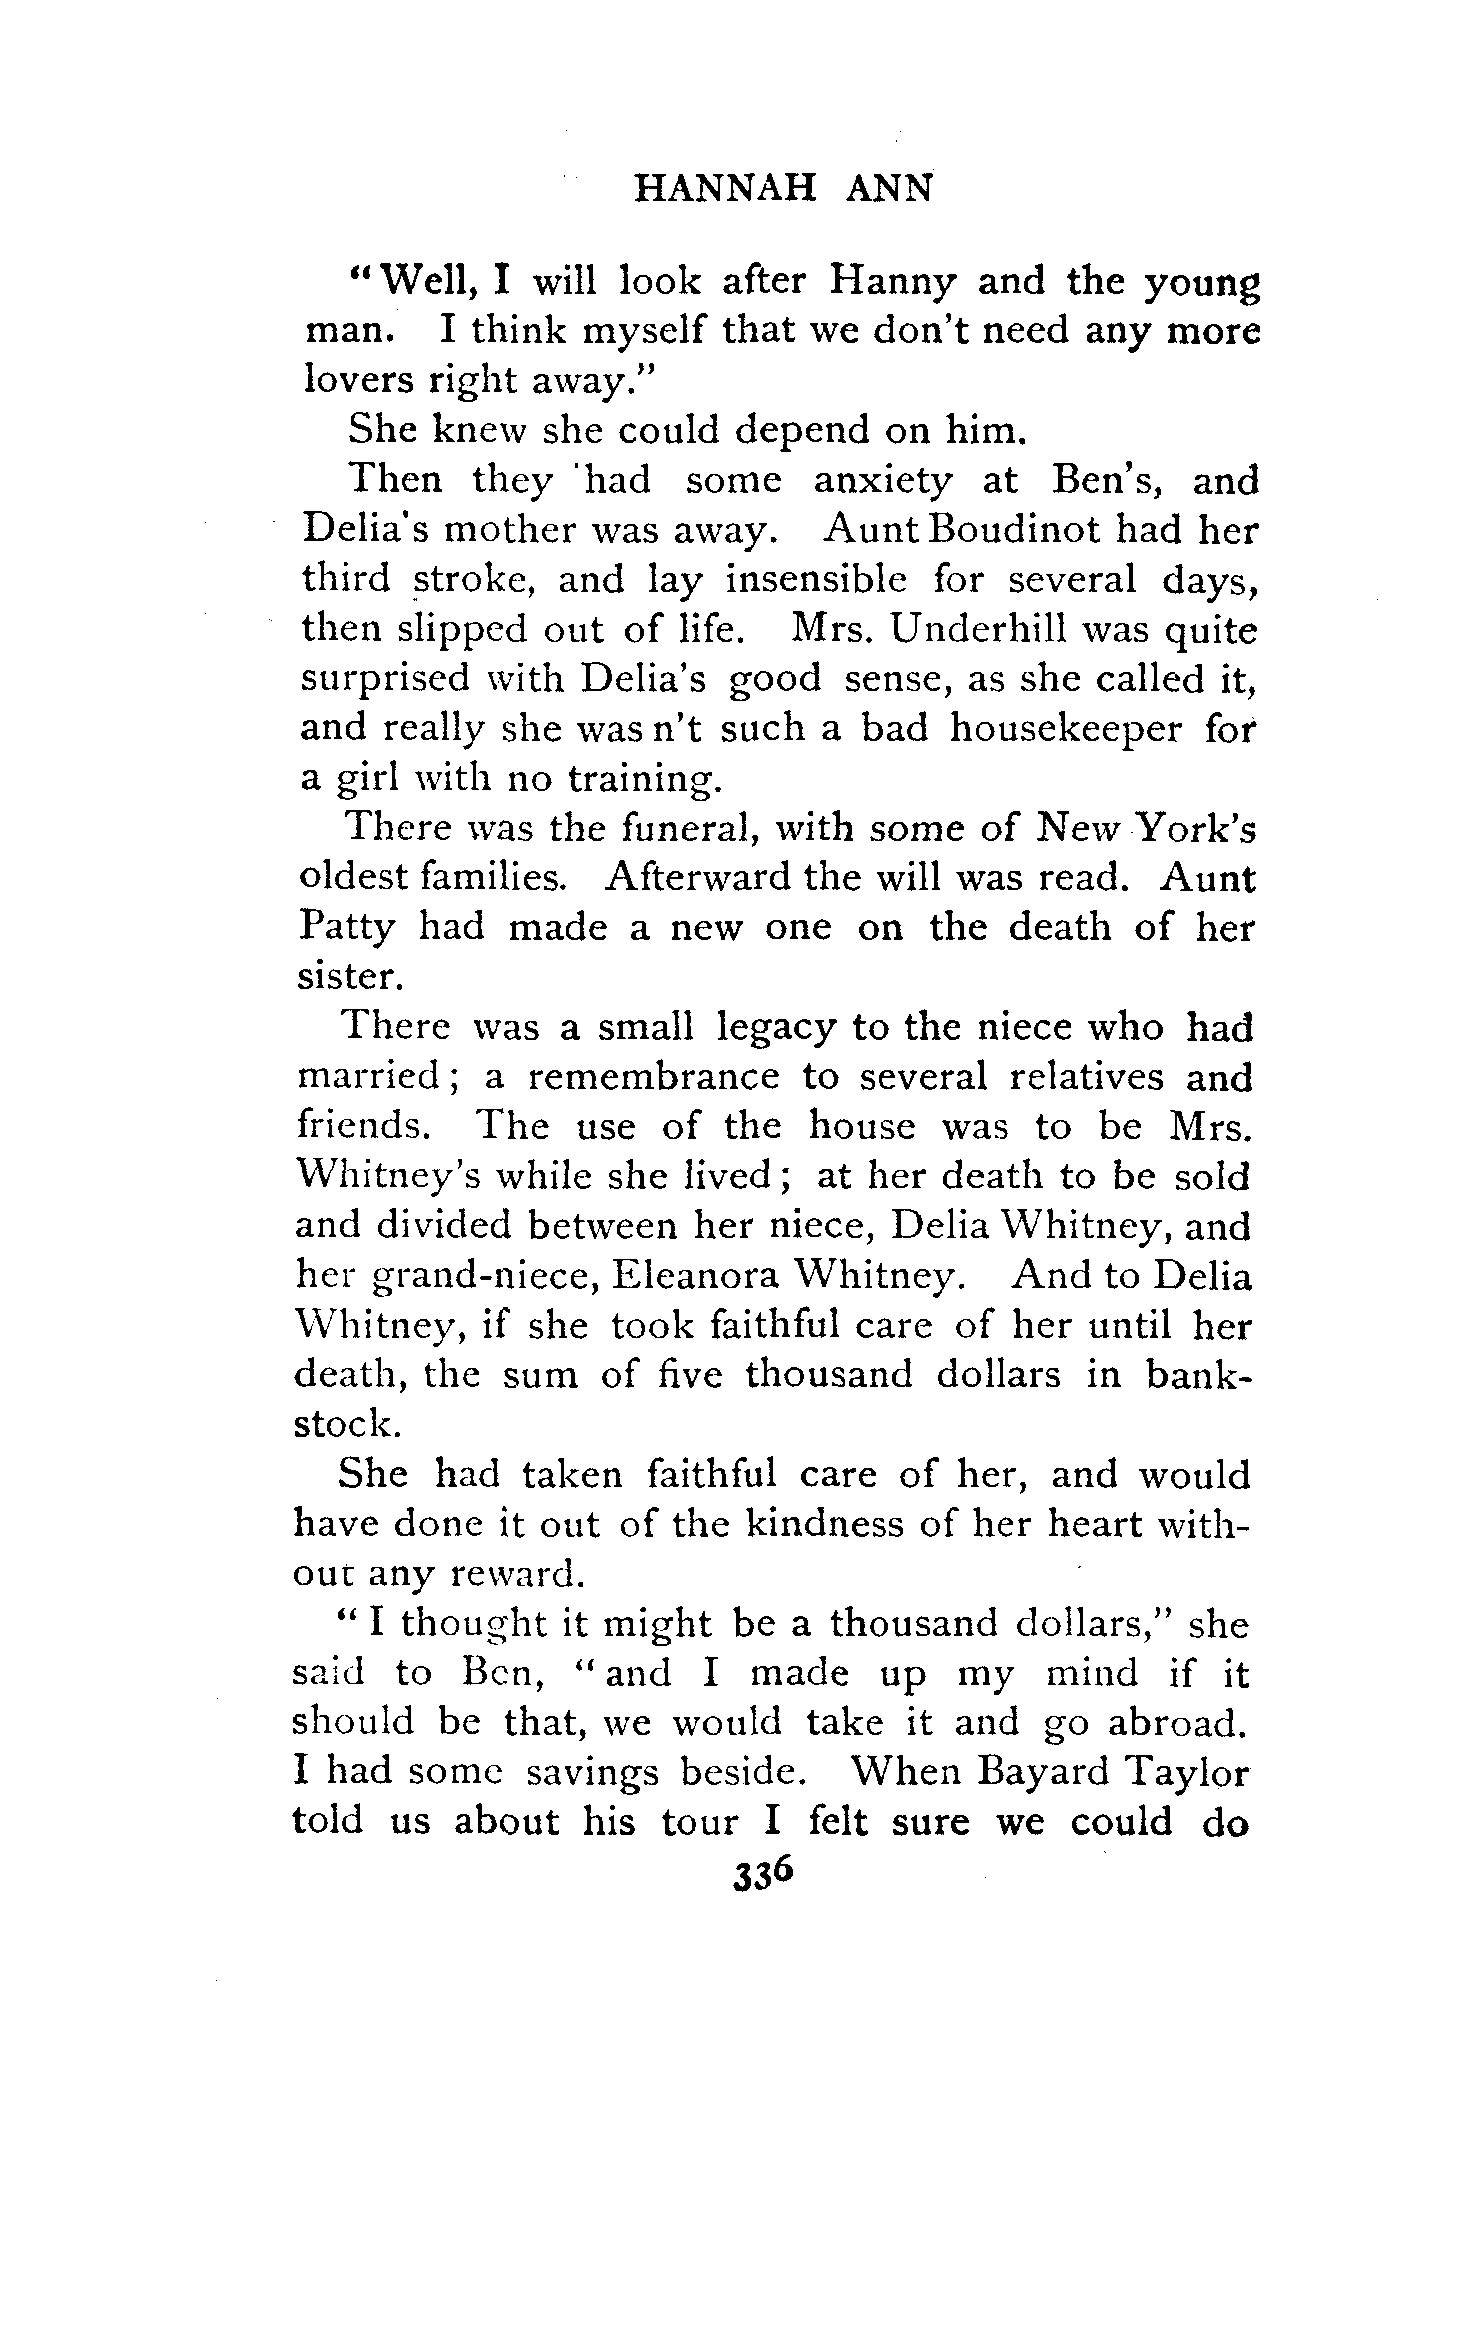 HANNAH ANN
“Well, I will look after Hanny and the young
man. I think myself that we don't need any more
lovers right away.”
She knew she could depend on him.
Then they had some anxiety at Ben's, and
Delia's mother was away. Aunt Boudinot had her
third stroke, and lay insensible for several days,
then slipped out of life. Mrs. Underhill was quite
surprised with Delia's good sense, as she called it,
and really she was n't such a bad housekeeper for
a girl with no training.
There was the funeral, with some of New York's
oldest families. Afterward the will was read. Aunt
Patty had made a new one on the death of her
sister.
There was a small legacy to the niece who had
married; a remembrance to several relatives and
friends. The use of the house was to be Mrs.
Whitney's while she lived; at her death to be sold
and divided between her niece, Delia Whitney, and
her grand-niece, Eleanora Whitney. And to Delia
Whitney, if she took faithful care of her until her
death, the sum of five thousand dollars in bank-
stock.
She had taken faithful care of her, and would
have done it out of the kindness of her heart with-
out any reward.
“I thought it might be a thousand dollars,” she
said to Ben, “and I made up my mind if it
should be that, we would take it and go abroad.
I had some savings beside. When Bayard Taylor
told us about his tour I felt sure we could do
336